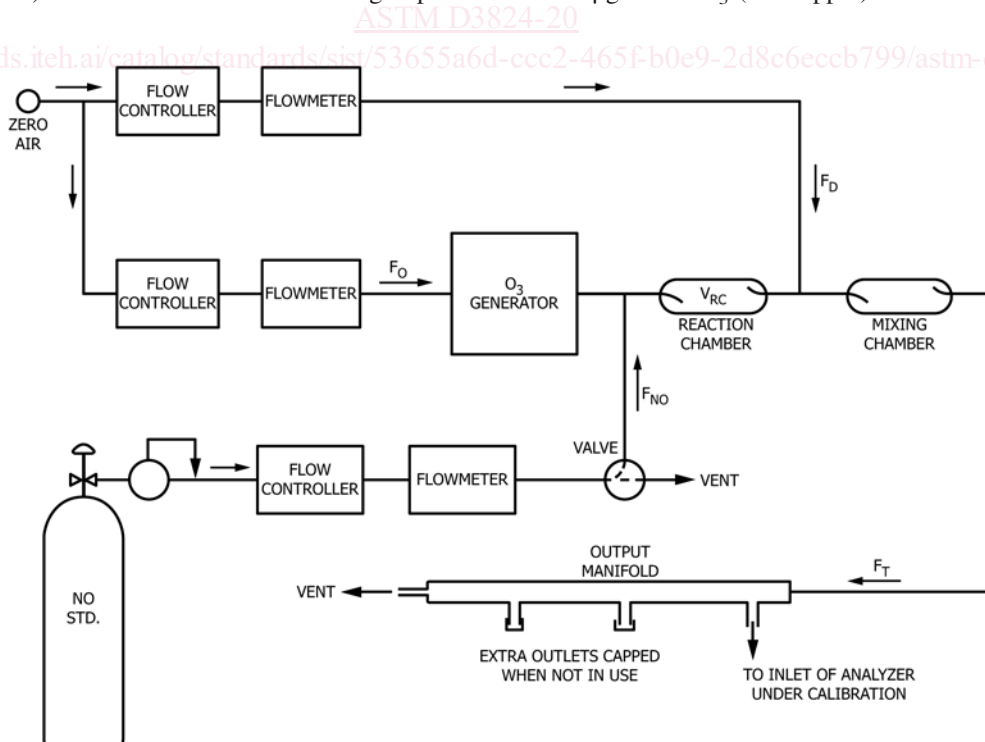 ASTM D3824-20
ds.iteh.ai/catalog/standards/sist/53655a6d-ccc2-465f-b0e9-2d8c6eccb799/astm-
ZERO
AIR
FLOW
CONTROLLER
FLOWMETER
F_D
FLOW
CONTROLLER
FLOWMETER
F_O
O_3
GENERATOR
V_RC
REACTION
CHAMBER
MIXING
CHAMBER
F_NO
VALVE
VENT
FLOW
CONTROLLER
FLOWMETER
NO
STD.
OUTPUT
MANIFOLD
F_T
VENT
EXTRA OUTLETS CAPPED
WHEN NOT IN USE
TO INLET OF ANALYZER
UNDER CALIBRATION